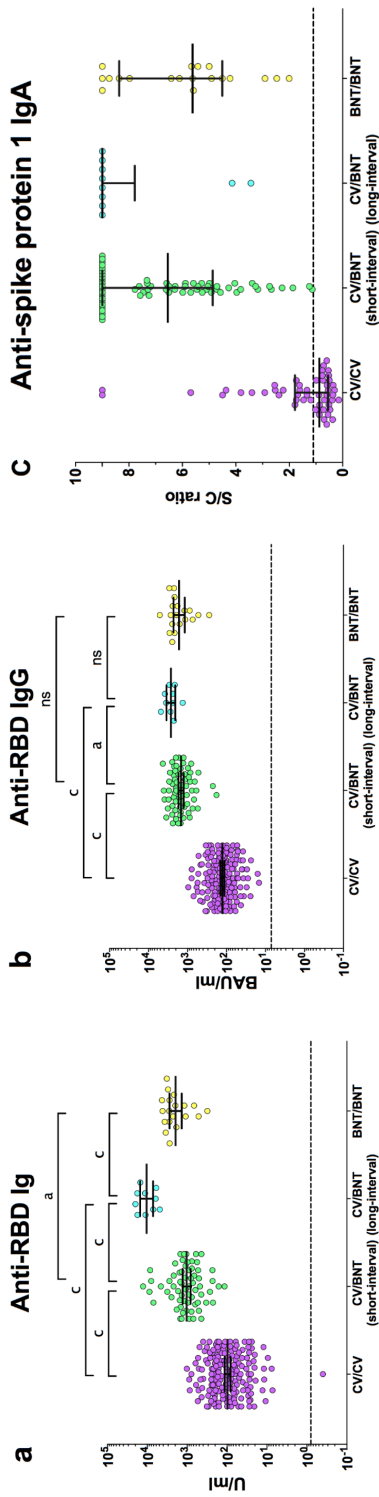 a
Anti-RBD Ig
a
c
c
c
c
U/ml
10⁵
10⁴
10³
10²
10¹
10⁰
10⁻¹
CV/CV
CV/BNT
(short-interval)
CV/BNT
(long-interval)
BNT/BNT
b
Anti-RBD IgG
ns
c
c
a
ns
BAU/ml
10⁵
10⁴
10³
10²
10¹
10⁰
10⁻¹
CV/CV
CV/BNT
(short-interval)
CV/BNT
(long-interval)
BNT/BNT
C
Anti-spike protein 1 IgA
S/C ratio
10
8
6
4
2
0
CV/CV
CV/BNT
(short-interval)
CV/BNT
(long-interval)
BNT/BNT